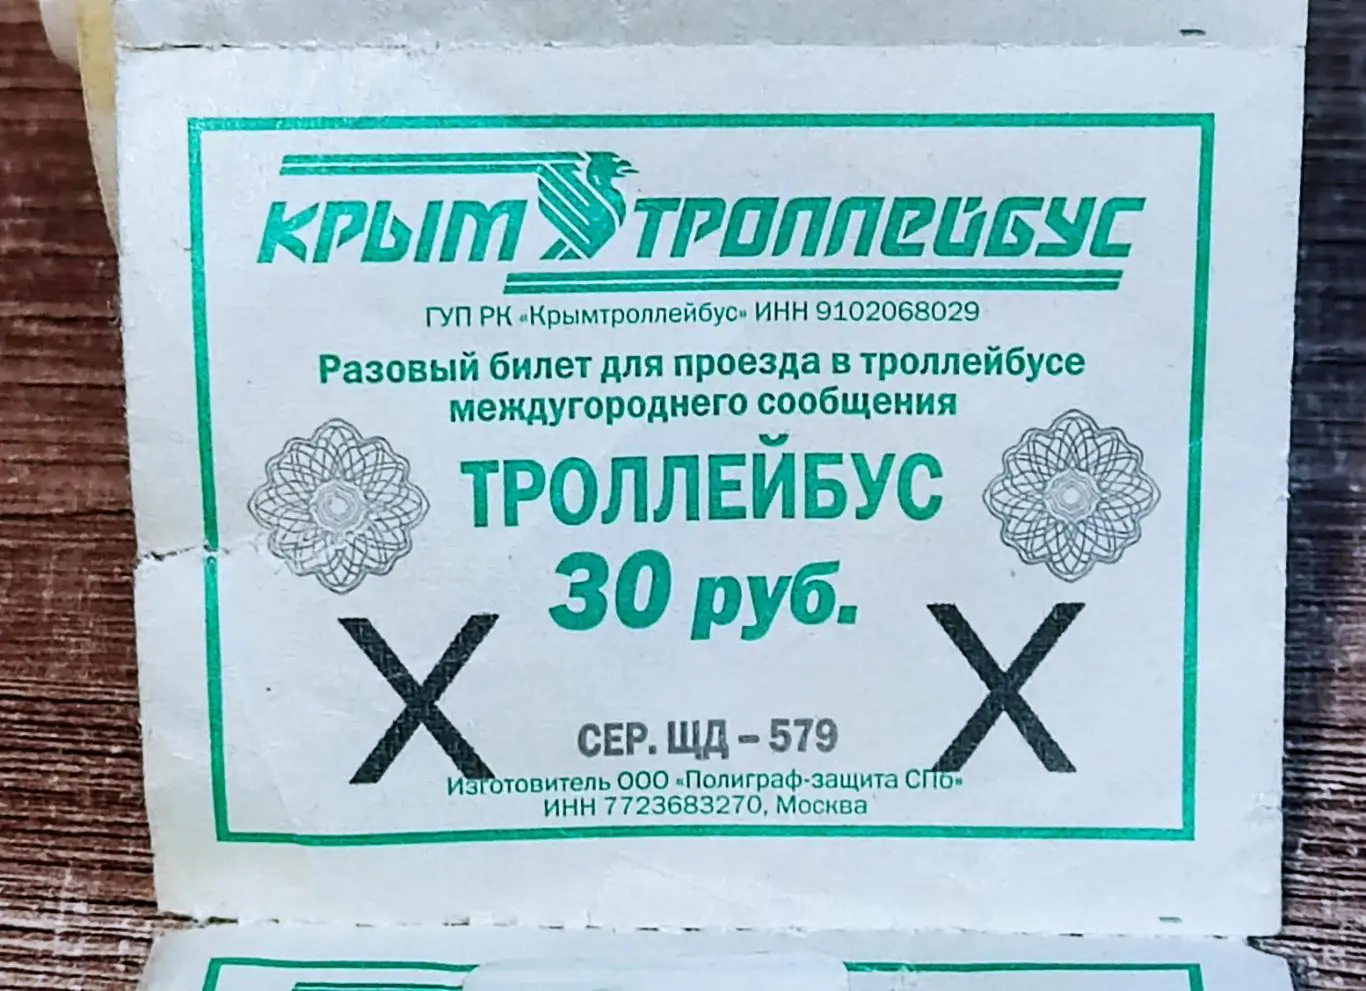 КРЫМ ТРОЛЛЕЙБУС
ГУП РК «Крымтроллейбус» ИНН 9102068029
Разовый билет для проезда в троллейбусе
междугороднего сообщения
ТРОЛЛЕЙБУС
30 руб.
X X
СЕР. ЩД – 579
Изготовитель ООО «Полиграф-защита СПб»
ИНН 7723683270, Москва